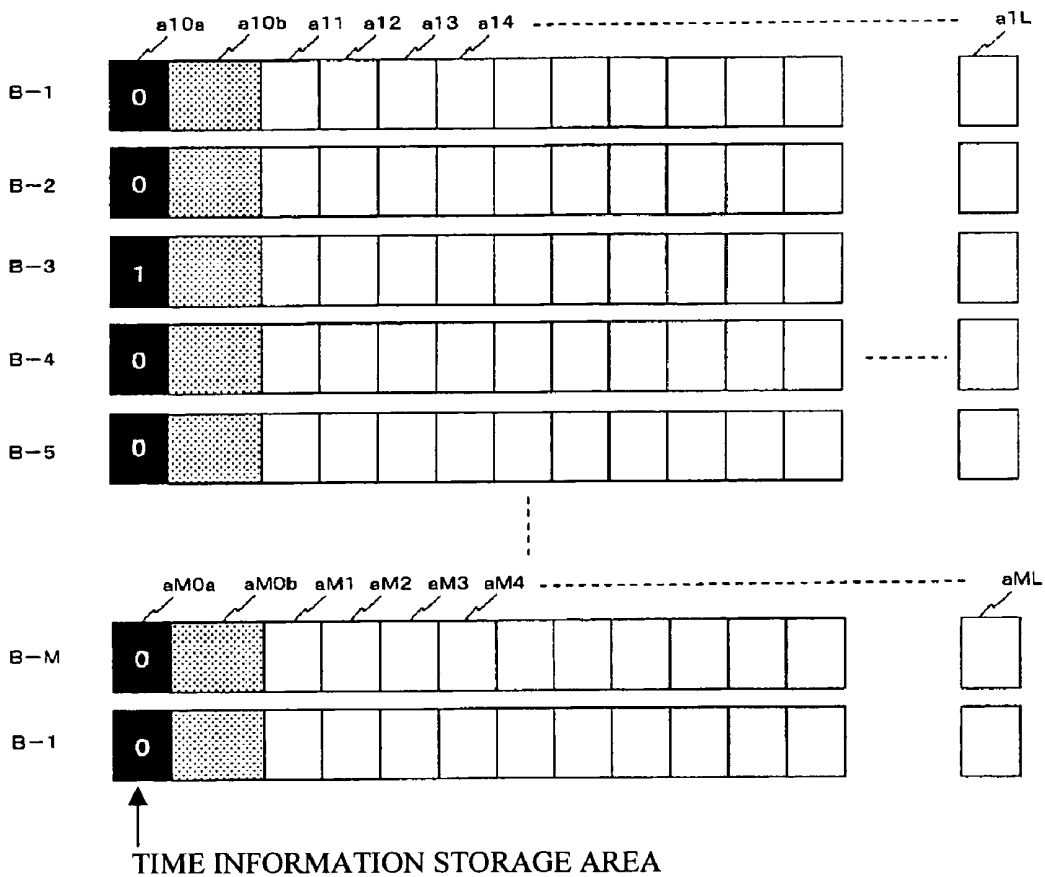 a10a a10b a11 a12 a13 a14 a1L
B-1 0
B-2 0
B-3 1
B-4 0
B-5 0
aM0a aM0b aM1 aM2 aM3 aM4 aML
B-M 0
B-1 0
TIME INFORMATION STORAGE AREA